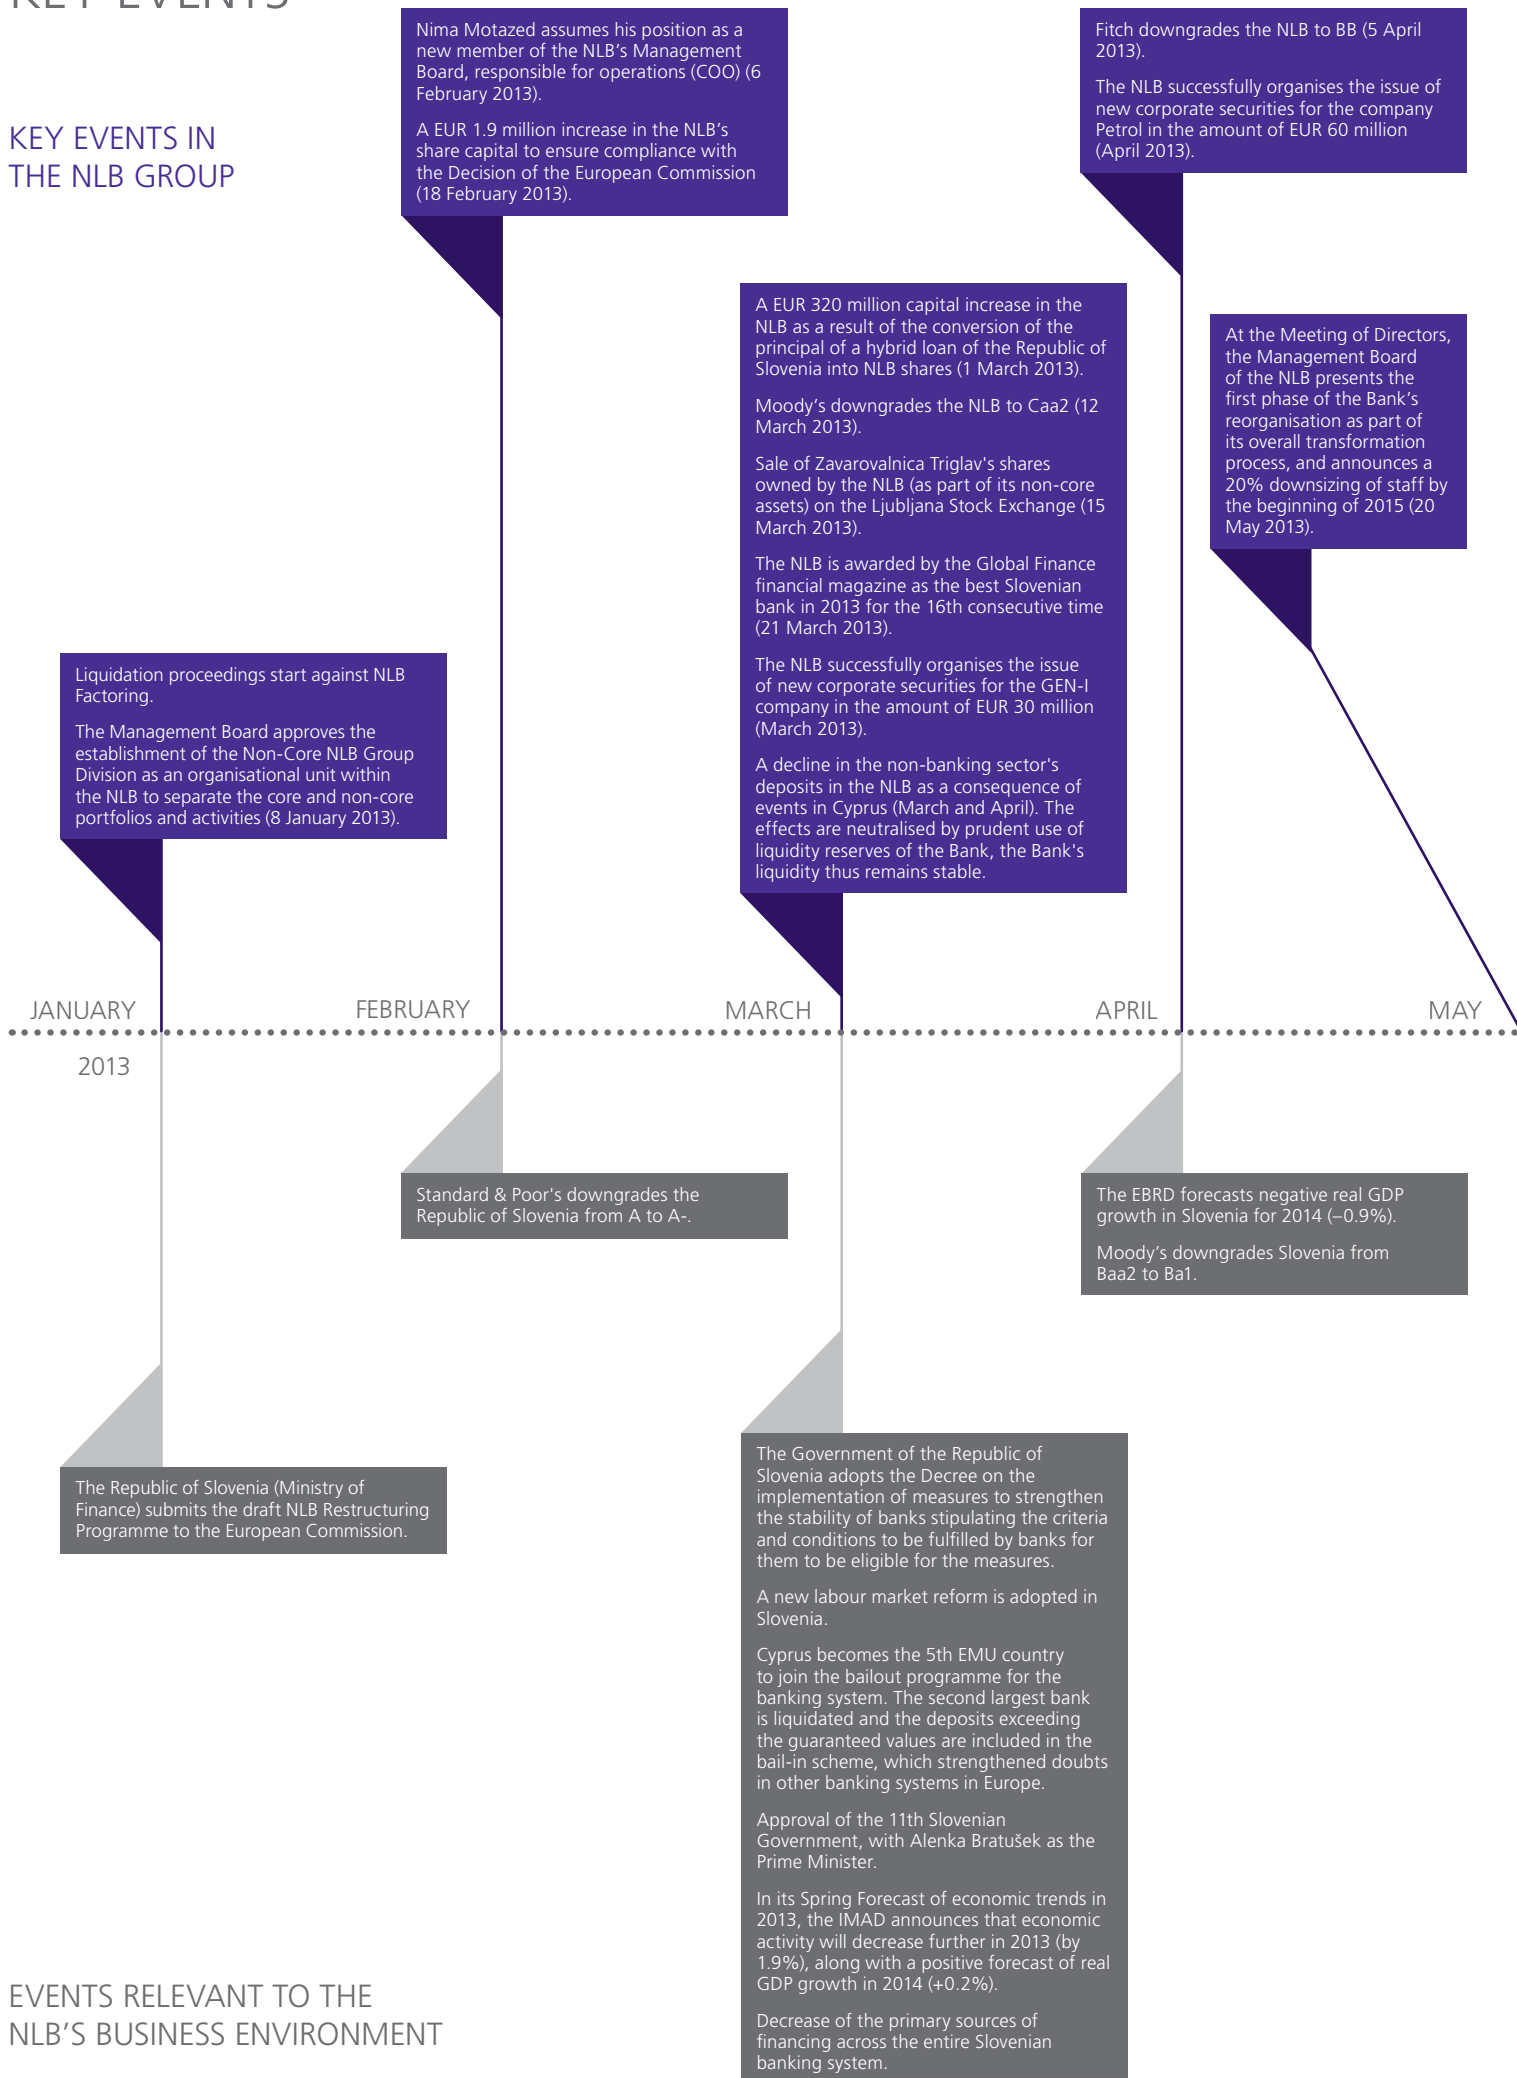 KEY EVENTS
KEY EVENTS IN
THE NLB GROUP
Nima Motazed assumes his position as a
new member of the NLB’s Management
Board, responsible for operations (COO) (6
February 2013).
A EUR 1.9 million increase in the NLB’s
share capital to ensure compliance with
the Decision of the European Commission
(18 February 2013).
Fitch downgrades the NLB to BB (5 April
2013).
The NLB successfully organises the issue of
new corporate securities for the company
Petrol in the amount of EUR 60 million
(April 2013).
A EUR 320 million capital increase in the
NLB as a result of the conversion of the
principal of a hybrid loan of the Republic of
Slovenia into NLB shares (1 March 2013).
Moody’s downgrades the NLB to Caa2 (12
March 2013).
Sale of Zavarovalnica Triglav's shares
owned by the NLB (as part of its non-core
assets) on the Ljubljana Stock Exchange (15
March 2013).
The NLB is awarded by the Global Finance
financial magazine as the best Slovenian
bank in 2013 for the 16th consecutive time
(21 March 2013).
The NLB successfully organises the issue
of new corporate securities for the GEN-I
company in the amount of EUR 30 million
(March 2013).
A decline in the non-banking sector's
deposits in the NLB as a consequence of
events in Cyprus (March and April). The
effects are neutralised by prudent use of
liquidity reserves of the Bank, the Bank's
liquidity thus remains stable.
At the Meeting of Directors,
the Management Board
of the NLB presents the
first phase of the Bank’s
reorganisation as part of
its overall transformation
process, and announces a
20% downsizing of staff by
the beginning of 2015 (20
May 2013).
Liquidation proceedings start against NLB
Factoring.
The Management Board approves the
establishment of the Non-Core NLB Group
Division as an organisational unit within
the NLB to separate the core and non-core
portfolios and activities (8 January 2013).
JANUARY
FEBRUARY
MARCH
APRIL
MAY
2013
Standard & Poor's downgrades the
Republic of Slovenia from A to A-.
The EBRD forecasts negative real GDP
growth in Slovenia for 2014 (–0.9%).
Moody’s downgrades Slovenia from
Baa2 to Ba1.
The Republic of Slovenia (Ministry of
Finance) submits the draft NLB Restructuring
Programme to the European Commission.
The Government of the Republic of
Slovenia adopts the Decree on the
implementation of measures to strengthen
the stability of banks stipulating the criteria
and conditions to be fulfilled by banks for
them to be eligible for the measures.
A new labour market reform is adopted in
Slovenia.
Cyprus becomes the 5th EMU country
to join the bailout programme for the
banking system. The second largest bank
is liquidated and the deposits exceeding
the guaranteed values are included in the
bail-in scheme, which strengthened doubts
in other banking systems in Europe.
Approval of the 11th Slovenian
Government, with Alenka Bratušek as the
Prime Minister.
In its Spring Forecast of economic trends in
2013, the IMAD announces that economic
activity will decrease further in 2013 (by
1.9%), along with a positive forecast of real
GDP growth in 2014 (+0.2%).
Decrease of the primary sources of
financing across the entire Slovenian
banking system.
EVENTS RELEVANT TO THE
NLB’S BUSINESS ENVIRONMENT